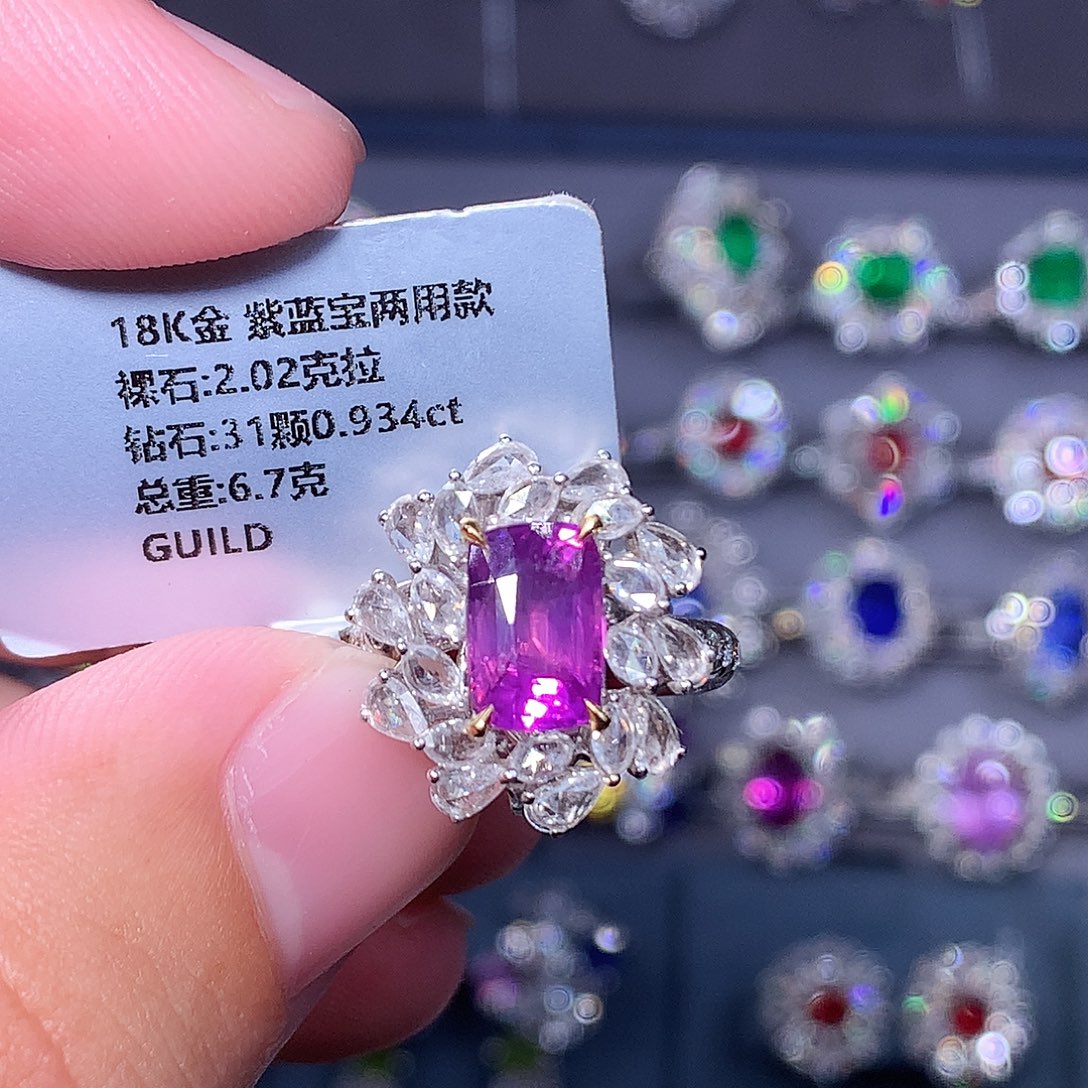 18K金 紫蓝宝两用款
裸石:2.02克拉
钻石:31颗0.934ct
总重:6.7克
GUILD